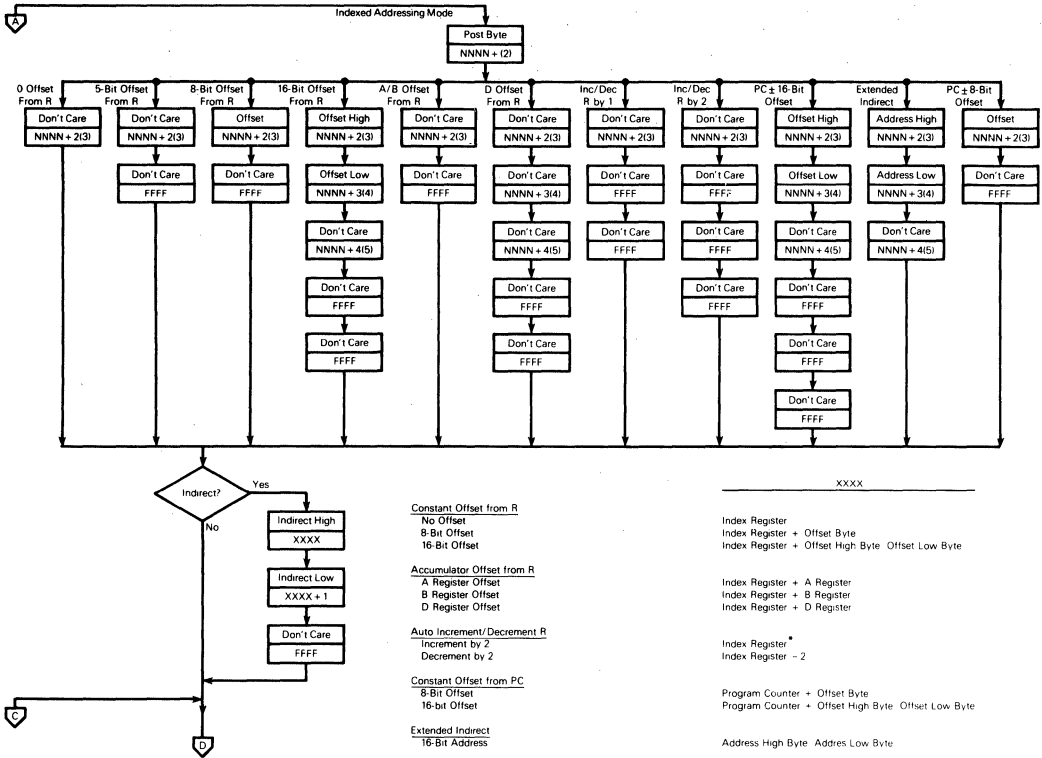 A
Indexed Addressing Mode
Post Byte
NNNN + (2)
0 Offset
From R
5-Bit Offset
From R
8-Bit Offset
From R
16-Bit Offset
From R
A/B Offset
From R
D Offset
From R
Inc/Dec
R by 1
Inc/Dec
R by 2
PC ± 16-Bit
Offset
Extended
Indirect
PC ± 8-Bit
Offset
Don't Care
NNNN + 2(3)
Don't Care
NNNN + 2(3)
Offset
NNNN + 2(3)
Offset High
NNNN + 2(3)
Don't Care
NNNN + 2(3)
Don't Care
NNNN + 2(3)
Don't Care
NNNN + 2(3)
Don't Care
NNNN + 2(3)
Offset High
NNNN + 2(3)
Address High
NNNN + 2(3)
Offset
NNNN + 2(3)
Don't Care
FFFF
Don't Care
FFFF
Offset Low
NNNN + 3(4)
Don't Care
FFFF
Don't Care
NNNN + 3(4)
Don't Care
FFFF
Don't Care
FFFF
Offset Low
NNNN + 3(4)
Address Low
NNNN + 3(4)
Don't Care
FFFF
Don't Care
NNNN + 4(5)
Don't Care
NNNN + 4(5)
Don't Care
FFFF
Don't Care
FFFF
Don't Care
NNNN + 4(5)
Don't Care
NNNN + 4(5)
Don't Care
FFFF
Don't Care
FFFF
Don't Care
FFFF
Don't Care
FFFF
Don't Care
FFFF
Don't Care
FFFF
Don't Care
FFFF
Don't Care
FFFF
Indirect?
Yes
No
Indirect High
XXXX
Indirect Low
XXXX + 1
Don't Care
FFFF
C
D
XXXX
Constant Offset from R
No Offset Index Register
8-Bit Offset Index Register + Offset Byte
16-Bit Offset Index Register + Offset High Byte Offset Low Byte
Accumulator Offset from R
A Register Offset Index Register + A Register
B Register Offset Index Register + B Register
D Register Offset Index Register + D Register
Auto Increment/Decrement R
Increment by 2 Index Register*
Decrement by 2 Index Register – 2
Constant Offset from PC
8-Bit Offset Program Counter + Offset Byte
16-bit Offset Program Counter + Offset High Byte Offset Low Byte
Extended Indirect
16-Bit Address Address High Byte Addres Low Byte